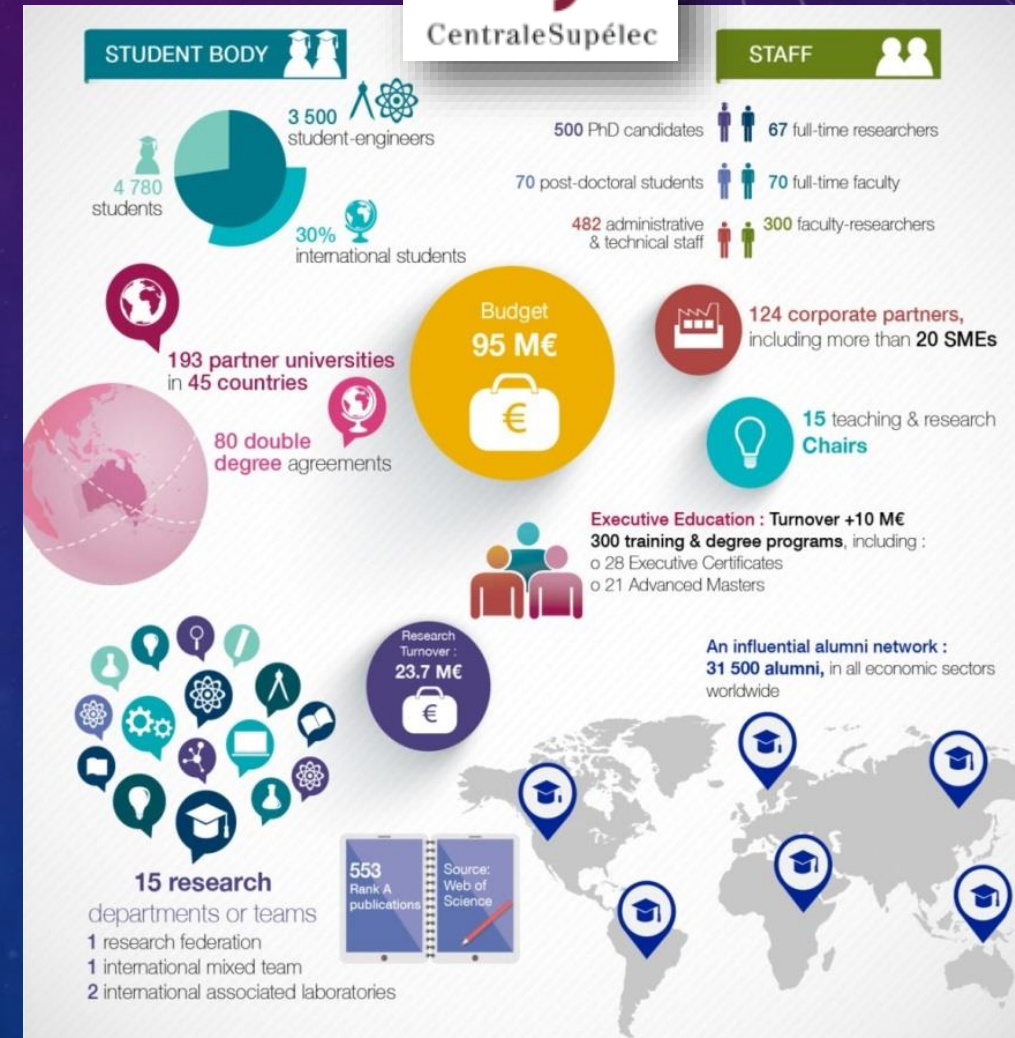 CentraleSupélec
STUDENT BODY
3 500
student-engineers
4 780
students
30%
international students
STAFF
500 PhD candidates
67 full-time researchers
70 post-doctoral students
70 full-time faculty
482 administrative
& technical staff
300 faculty-researchers
193 partner universities
in 45 countries
80 double
degree agreements
Budget
95 M€
€
124 corporate partners,
including more than 20 SMEs
15 teaching & research
Chairs
Executive Education : Turnover +10 M€
300 training & degree programs, including :
o 28 Executive Certificates
o 21 Advanced Masters
Research
Turnover :
23.7 M€
€
An influential alumni network :
31 500 alumni, in all economic sectors
worldwide
15 research
departments or teams
1 research federation
1 international mixed team
2 international associated laboratories
553
Rank A
publications
Source:
Web of
Science